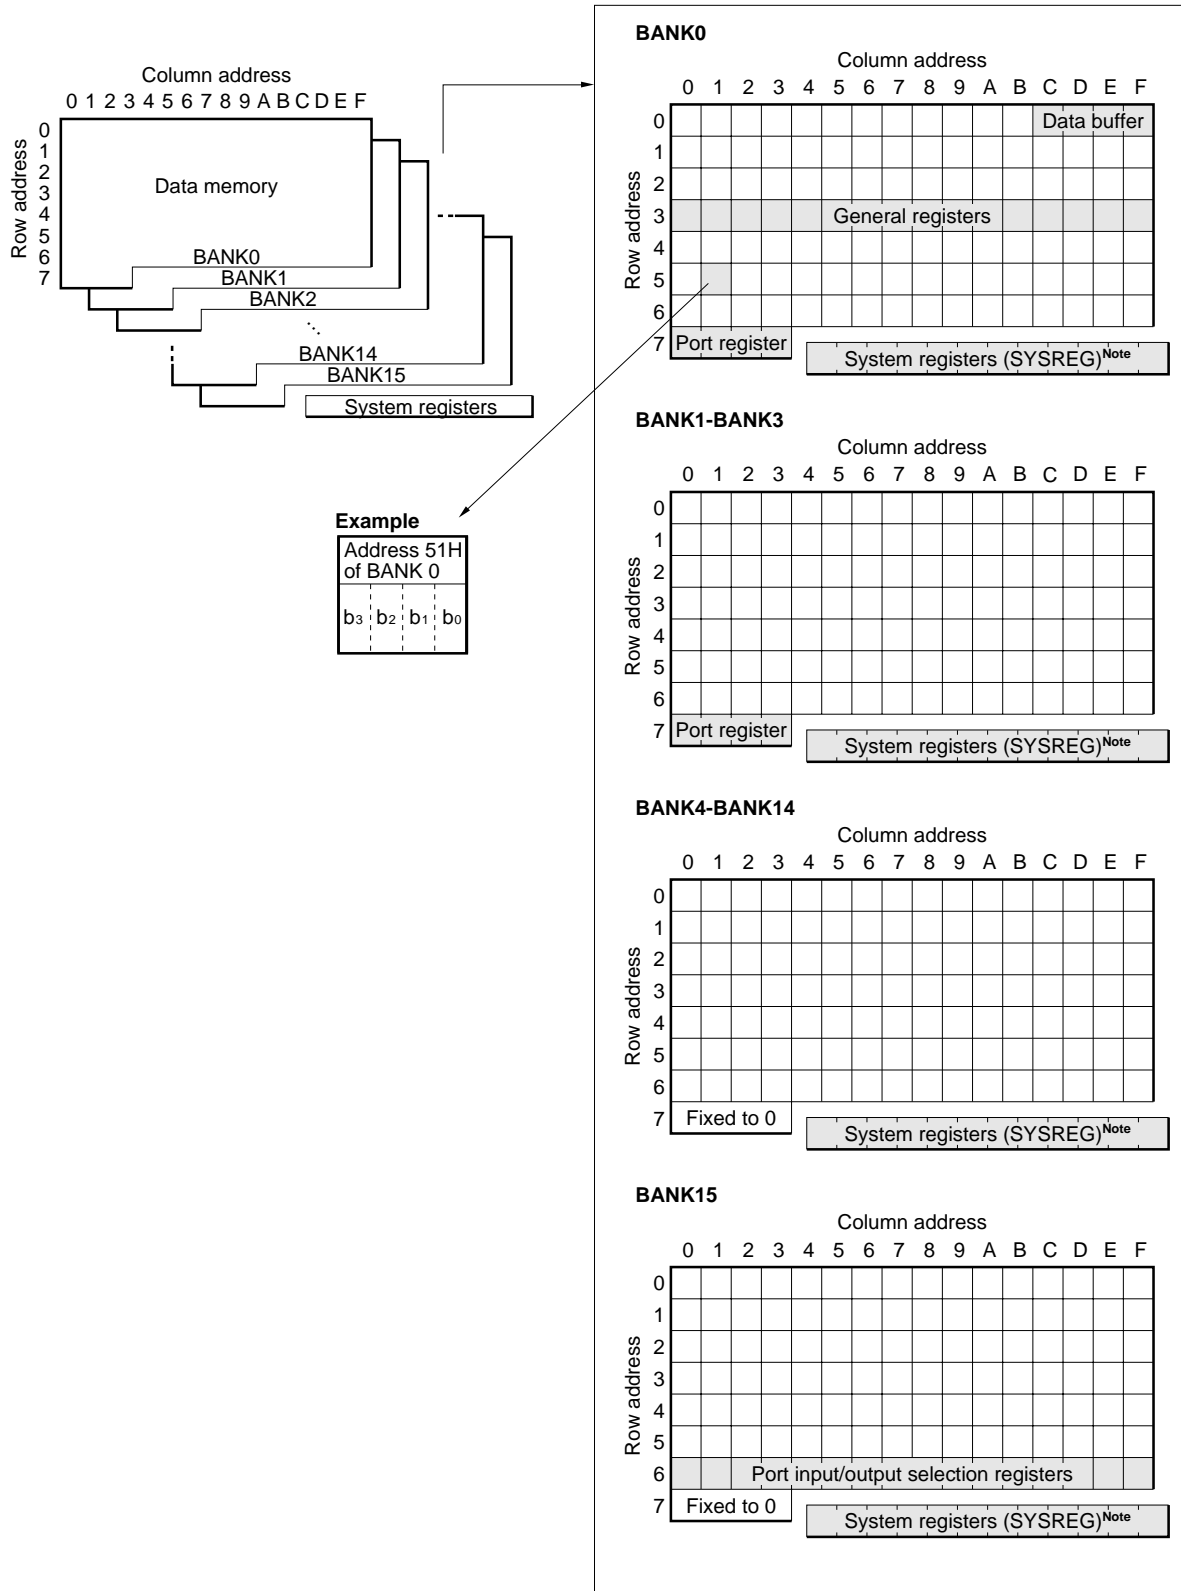 Column address
0 1 2 3 4 5 6 7 8 9 A B C D E F
Row address
0
1
2
3
4
5
6
7
Data memory
BANK0
BANK1
BANK2
BANK14
BANK15
System registers
Example
Address 51H
of BANK 0
b3 b2 b1 b0
BANK0
Column address
0 1 2 3 4 5 6 7 8 9 A B C D E F
Row address
0 Data buffer
1
2
3 General registers
4
5
6
7 Port register System registers (SYSREG)Note
BANK1-BANK3
Column address
0 1 2 3 4 5 6 7 8 9 A B C D E F
Row address
0
1
2
3
4
5
6
7 Port register System registers (SYSREG)Note
BANK4-BANK14
Column address
0 1 2 3 4 5 6 7 8 9 A B C D E F
Row address
0
1
2
3
4
5
6
7 Fixed to 0 System registers (SYSREG)Note
BANK15
Column address
0 1 2 3 4 5 6 7 8 9 A B C D E F
Row address
0
1
2
3
4
5
6 Port input/output selection registers
7 Fixed to 0 System registers (SYSREG)Note